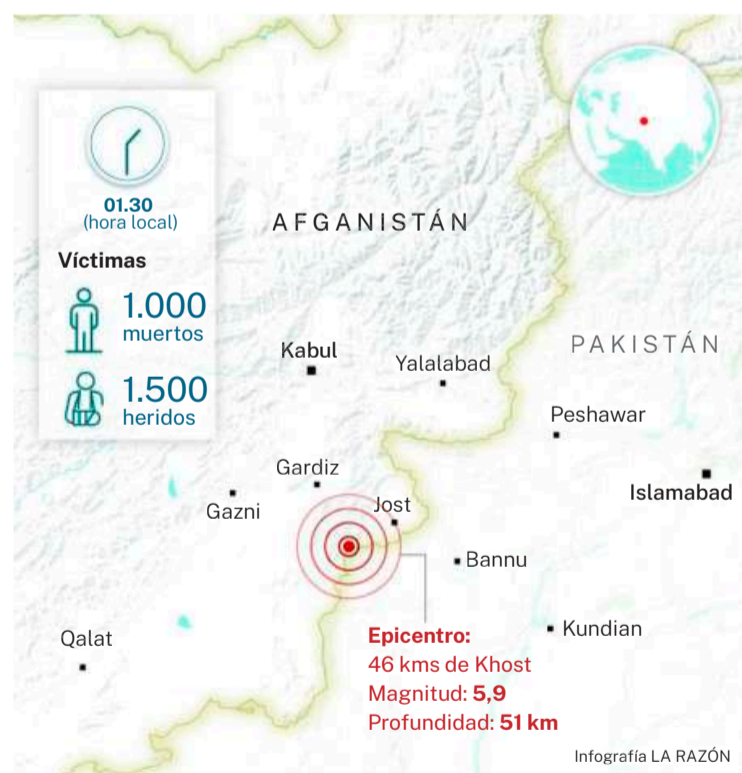 01.30
(hora local)
Víctimas
1.000
muertos
1.500
heridos
AFGANISTÁN
PAKISTÁN
Kabul
Yalalabad
Peshawar
Gardiz
Islamabad
Gazni
Jost
Bannu
Kundian
Qalat
Epicentro:
46 kms de Khost
Magnitud: 5,9
Profundidad: 51 km
Infografía LA RAZÓN